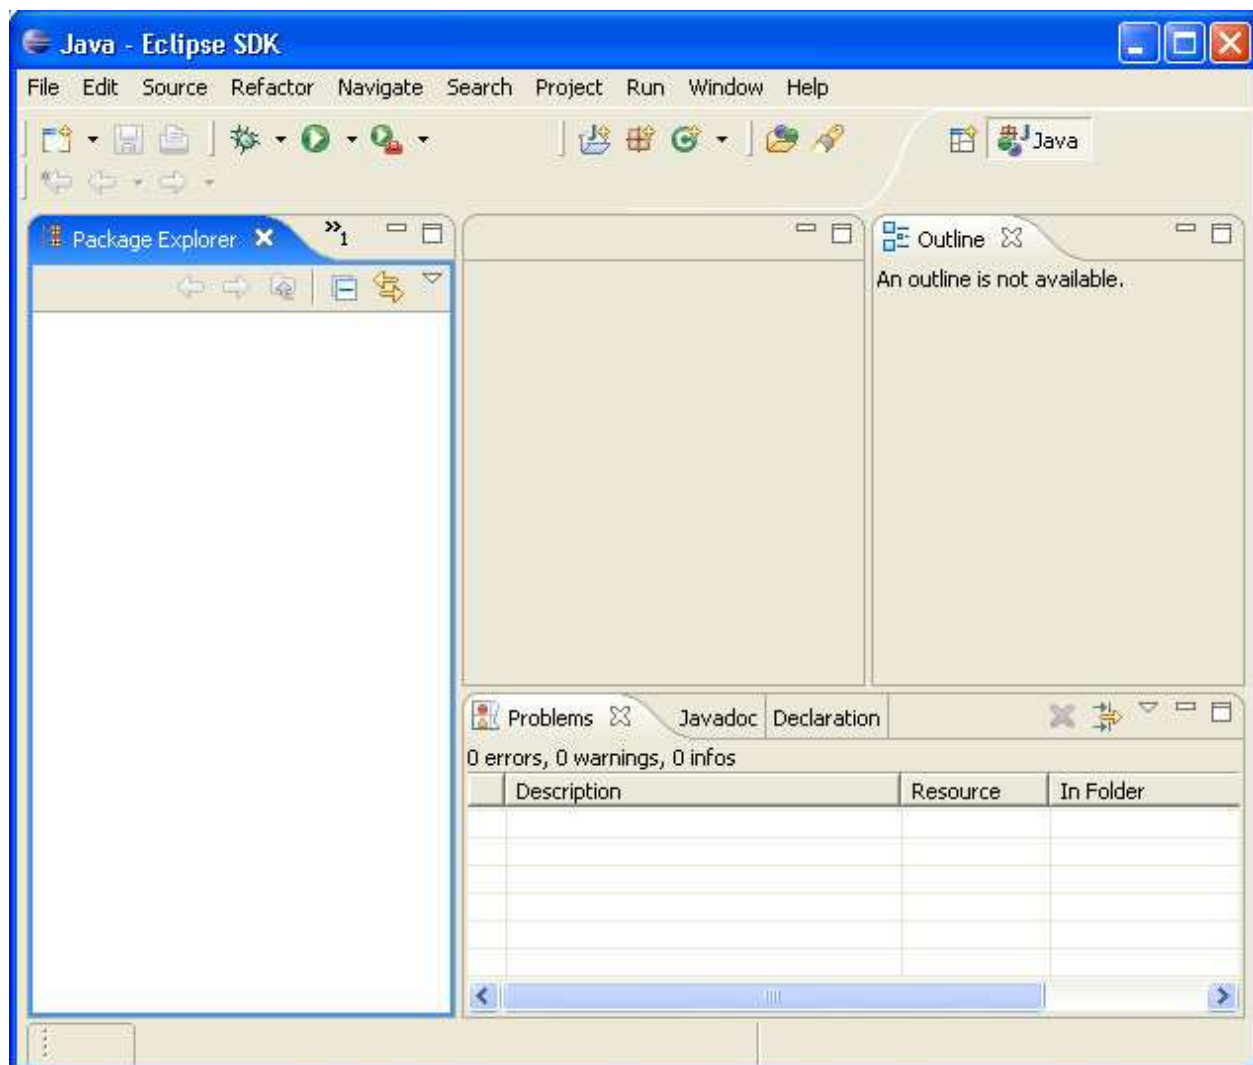 Java - Eclipse SDK
File Edit Source Refactor Navigate Search Project Run Window Help
Java
Package Explorer »1
Outline
An outline is not available.
Problems Javadoc Declaration
0 errors, 0 warnings, 0 infos
Description Resource In Folder